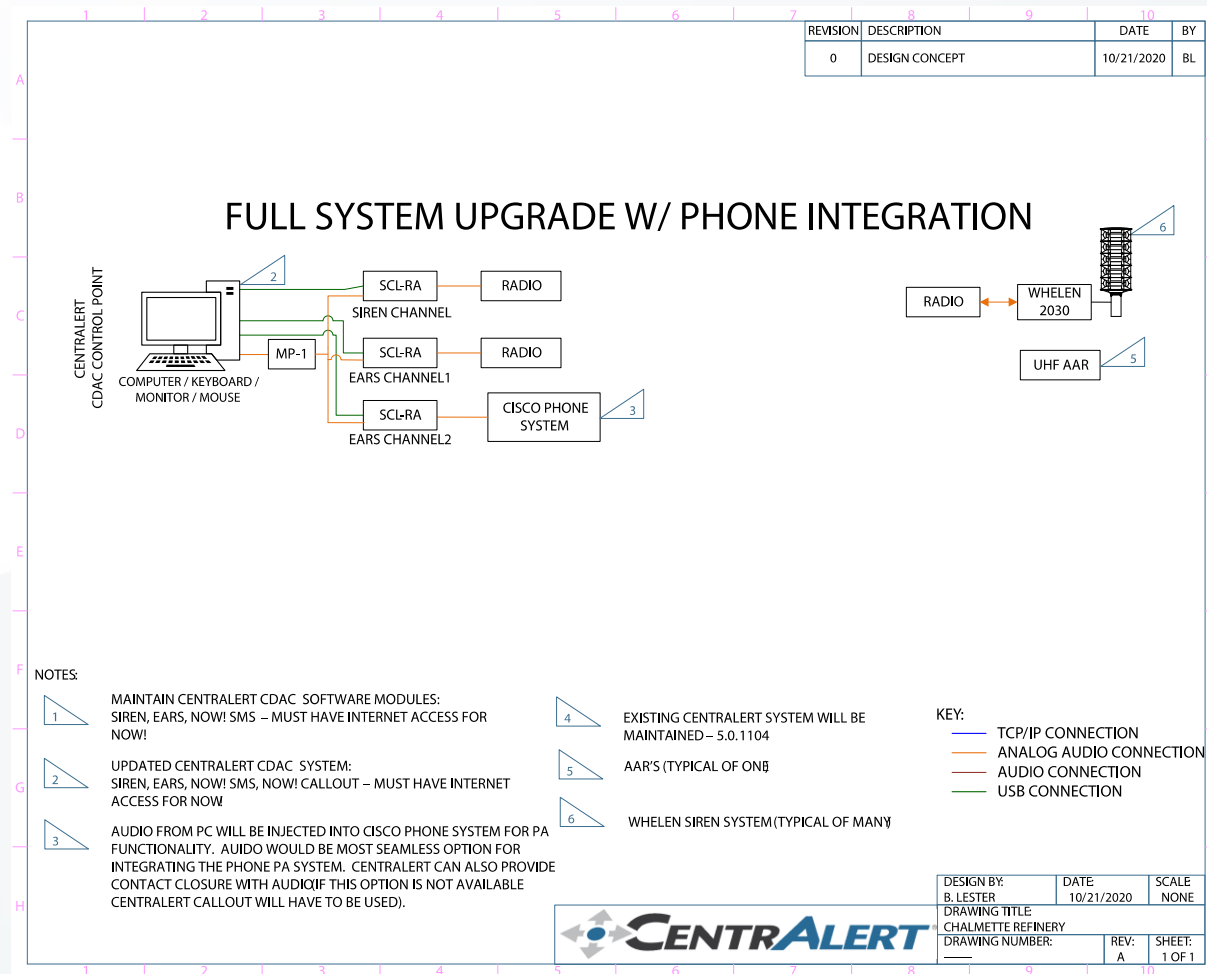 1 2 3 4 5 6 7 8 9 10
REVISION DESCRIPTION DATE BY
0 DESIGN CONCEPT 10/21/2020 BL
A
B
C
D
E
F
G
H
FULL SYSTEM UPGRADE W/ PHONE INTEGRATION
CENTRALERT
CDAC CONTROL POINT
2
COMPUTER / KEYBOARD /
MONITOR / MOUSE
MP-1
SCL-RA
SIREN CHANNEL
RADIO
SCL-RA
EARS CHANNEL1
RADIO
SCL-RA
EARS CHANNEL2
CISCO PHONE
SYSTEM
3
RADIO
WHELEN
2030
6
UHF AAR
5
NOTES:
1
MAINTAIN CENTRALERT CDAC SOFTWARE MODULES:
SIREN, EARS, NOW! SMS – MUST HAVE INTERNET ACCESS FOR
NOW!
2
UPDATED CENTRALERT CDAC SYSTEM:
SIREN, EARS, NOW! SMS, NOW! CALLOUT – MUST HAVE INTERNET
ACCESS FOR NOW!
3
AUDIO FROM PC WILL BE INJECTED INTO CISCO PHONE SYSTEM FOR PA
FUNCTIONALITY. AUIDO WOULD BE MOST SEAMLESS OPTION FOR
INTEGRATING THE PHONE PA SYSTEM. CENTRALERT CAN ALSO PROVIDE
CONTACT CLOSURE WITH AUDIO(IF THIS OPTION IS NOT AVAILABLE
CENTRALERT CALLOUT WILL HAVE TO BE USED).
4
EXISTING CENTRALERT SYSTEM WILL BE
MAINTAINED – 5.0.1104
5
AAR'S (TYPICAL OF ONE)
6
WHELEN SIREN SYSTEM (TYPICAL OF MANY)
KEY:
TCP/IP CONNECTION
ANALOG AUDIO CONNECTION
AUDIO CONNECTION
USB CONNECTION
CENTRALERT
DESIGN BY: DATE: SCALE
B. LESTER 10/21/2020 NONE
DRAWING TITLE:
CHALMETTE REFINERY
DRAWING NUMBER: REV: SHEET:
—— A 1 OF 1
1 2 3 4 5 6 7 8 9 10